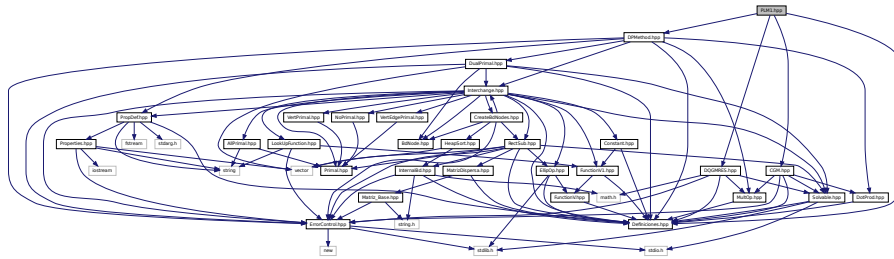 PLMS.hpp
DPMethod.hpp
DualPrimal.hpp
Interchange.hpp
PropDef.hpp
VertPrimal.hpp
NoPrimal.hpp
VertEdgePrimal.hpp
CreateBdNodes.hpp
Properties.hpp
fstream
stdarg.h
AllPrimal.hpp
LookUpFunction.hpp
BdNode.hpp
HeapSort.hpp
RectSub.hpp
Constant.hpp
iostream
string
vector
Primal.hpp
InternalBd.hpp
MatrizDispersa.hpp
EllipOp.hpp
FunctionV1.hpp
DQGMRES.hpp
CGM.hpp
Matriz_Base.hpp
FunctionV.hpp
math.h
MultOp.hpp
Solvable.hpp
DotProd.hpp
ErrorControl.hpp
string.h
Definiciones.hpp
new
stdlib.h
stdio.h